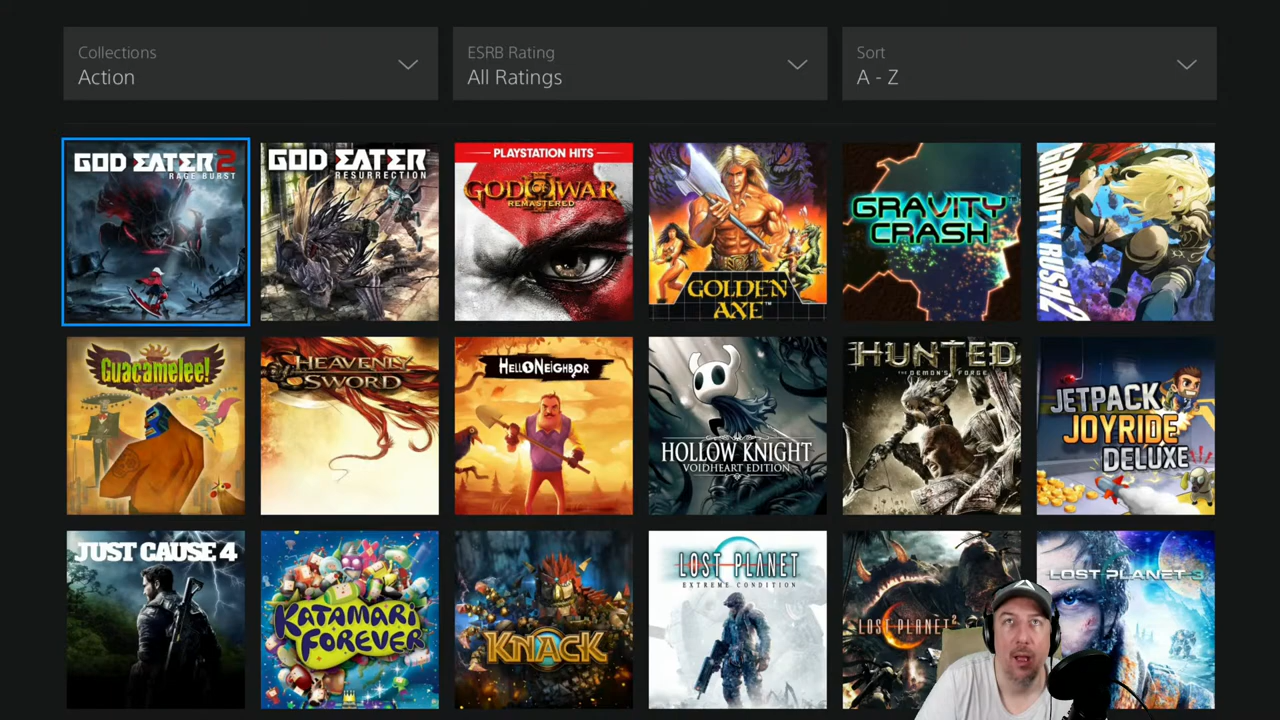 Collections
Action
ESRB Rating
All Ratings
Sort
A - Z
GOD EATER 2
RAGE BURST
GOD EATER
RESURRECTION
PLAYSTATION HITS
GOD OF WAR
REMASTERED
GOLDEN
AXE
GRAVITY
CRASH
GRAVITY RUSH 2
Guacamelee!
HEAVENLY
SWORD
HELLO NEIGHBOR
HOLLOW KNIGHT
VOIDHEART EDITION
HUNTED
THE DEMON'S FORGE
JETPACK
JOYRIDE
DELUXE
JUST CAUSE 4
KATAMARI
FOREVER
KNACK
LOST PLANET
EXTREME CONDITION
LOST PLANET 2
LOST PLANET 3